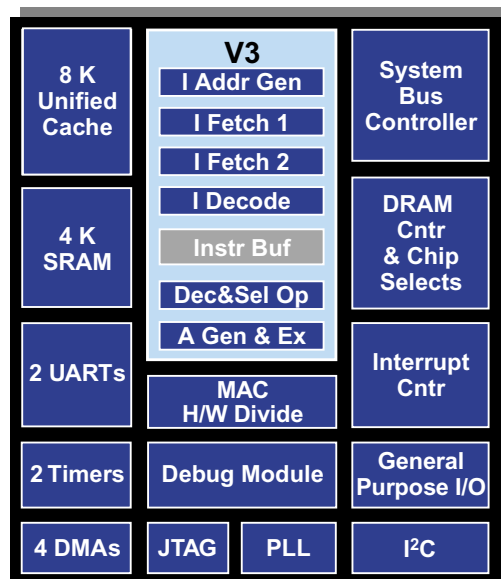 8 K
Unified
Cache
4 K
SRAM
2 UARTs
2 Timers
4 DMAs
V3
I Addr Gen
I Fetch 1
I Fetch 2
I Decode
Instr Buf
Dec&Sel Op
A Gen & Ex
MAC
H/W Divide
Debug Module
JTAG
PLL
System
Bus
Controller
DRAM
Cntr
& Chip
Selects
Interrupt
Cntr
General
Purpose I/O
I²C